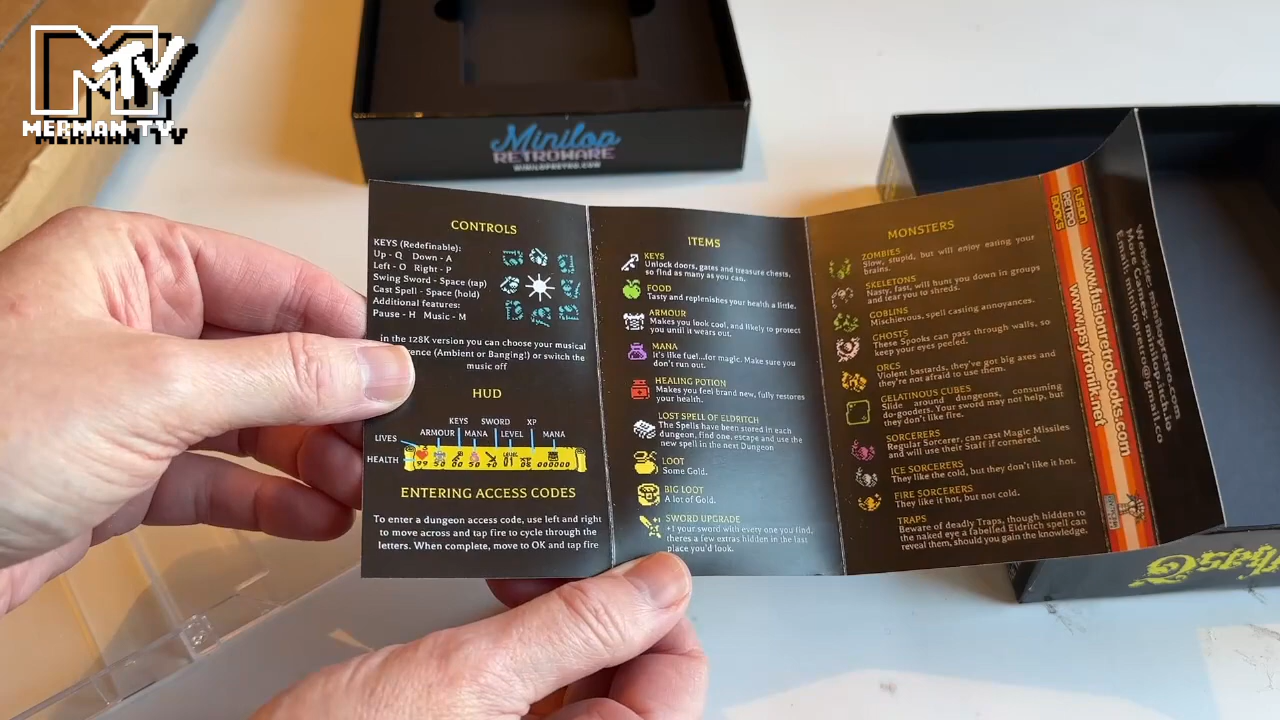 MTV
MERMAN TV
Minilop
RETROWARE
MINILOPRETRO.COM
CONTROLS
KEYS (Redefinable):
Up - Q Down - A
Left - O Right - P
Swing Sword - Space (tap)
Cast Spell - Space (hold)
Additional features:
Pause - H Music - M
in the 128K version you can choose your musical
(Ambient or Banging!) or switch the
music off
HUD
KEYS SWORD XP
ARMOUR MANA LEVEL MANA
LIVES
HEALTH
ENTERING ACCESS CODES
To enter a dungeon access code, use left and right
to move across and tap fire to cycle through the
letters. When complete, move to OK and tap fire
ITEMS
KEYS
Unlock doors, gates and treasure chests,
so find as many as you can.
FOOD
Tasty and replenishes your health a little.
ARMOUR
Makes you look cool, and likely to protect
you until it wears out.
MANA
it's like fuel...for magic. Make sure you
don't run out.
HEALING POTION
Makes you feel brand new, fully restores
your health.
LOST SPELL OF ELDRITCH
The Spells have been stored in each
dungeon, find one, escape and use the
new spell in the next Dungeon
LOOT
Some Gold.
BIG LOOT
A lot of Gold.
SWORD UPGRADE
+1 your sword with every one you find,
theres a few extras hidden in the last
place you'd look.
MONSTERS
ZOMBIES
Slow, stupid, but will enjoy eating your
brains.
SKELETONS
Nasty, fast, will hunt you down in groups
and tear you to shreds.
GOBLINS
Mischievous, spell casting annoyances.
GHOSTS
These Spooks can pass through walls, so
keep your eyes peeled.
ORCS
Violent bastards, they've got big axes and
they're not afraid to use them.
GELATINOUS CUBES
Slide around dungeons, consuming
do-gooders. Your sword may not help, but
they don't like fire.
SORCERERS
Regular Sorcerer, can cast Magic Missiles
and will use their Staff if cornered.
ICE SORCERERS
They like the cold, but they don't like it hot.
FIRE SORCERERS
They like it hot, but not cold.
TRAPS
Beware of deadly Traps, though hidden to
the naked eye a labelled Eldritch spell can
reveal them, should you gain the knowledge.
FUSION
RETRO
BOOKS
www.fusionretrobooks.com
www.psytronik.net
Website: minilopretro.com
More Games: minilop.itch.io
Email: minilopretro@gmail.co